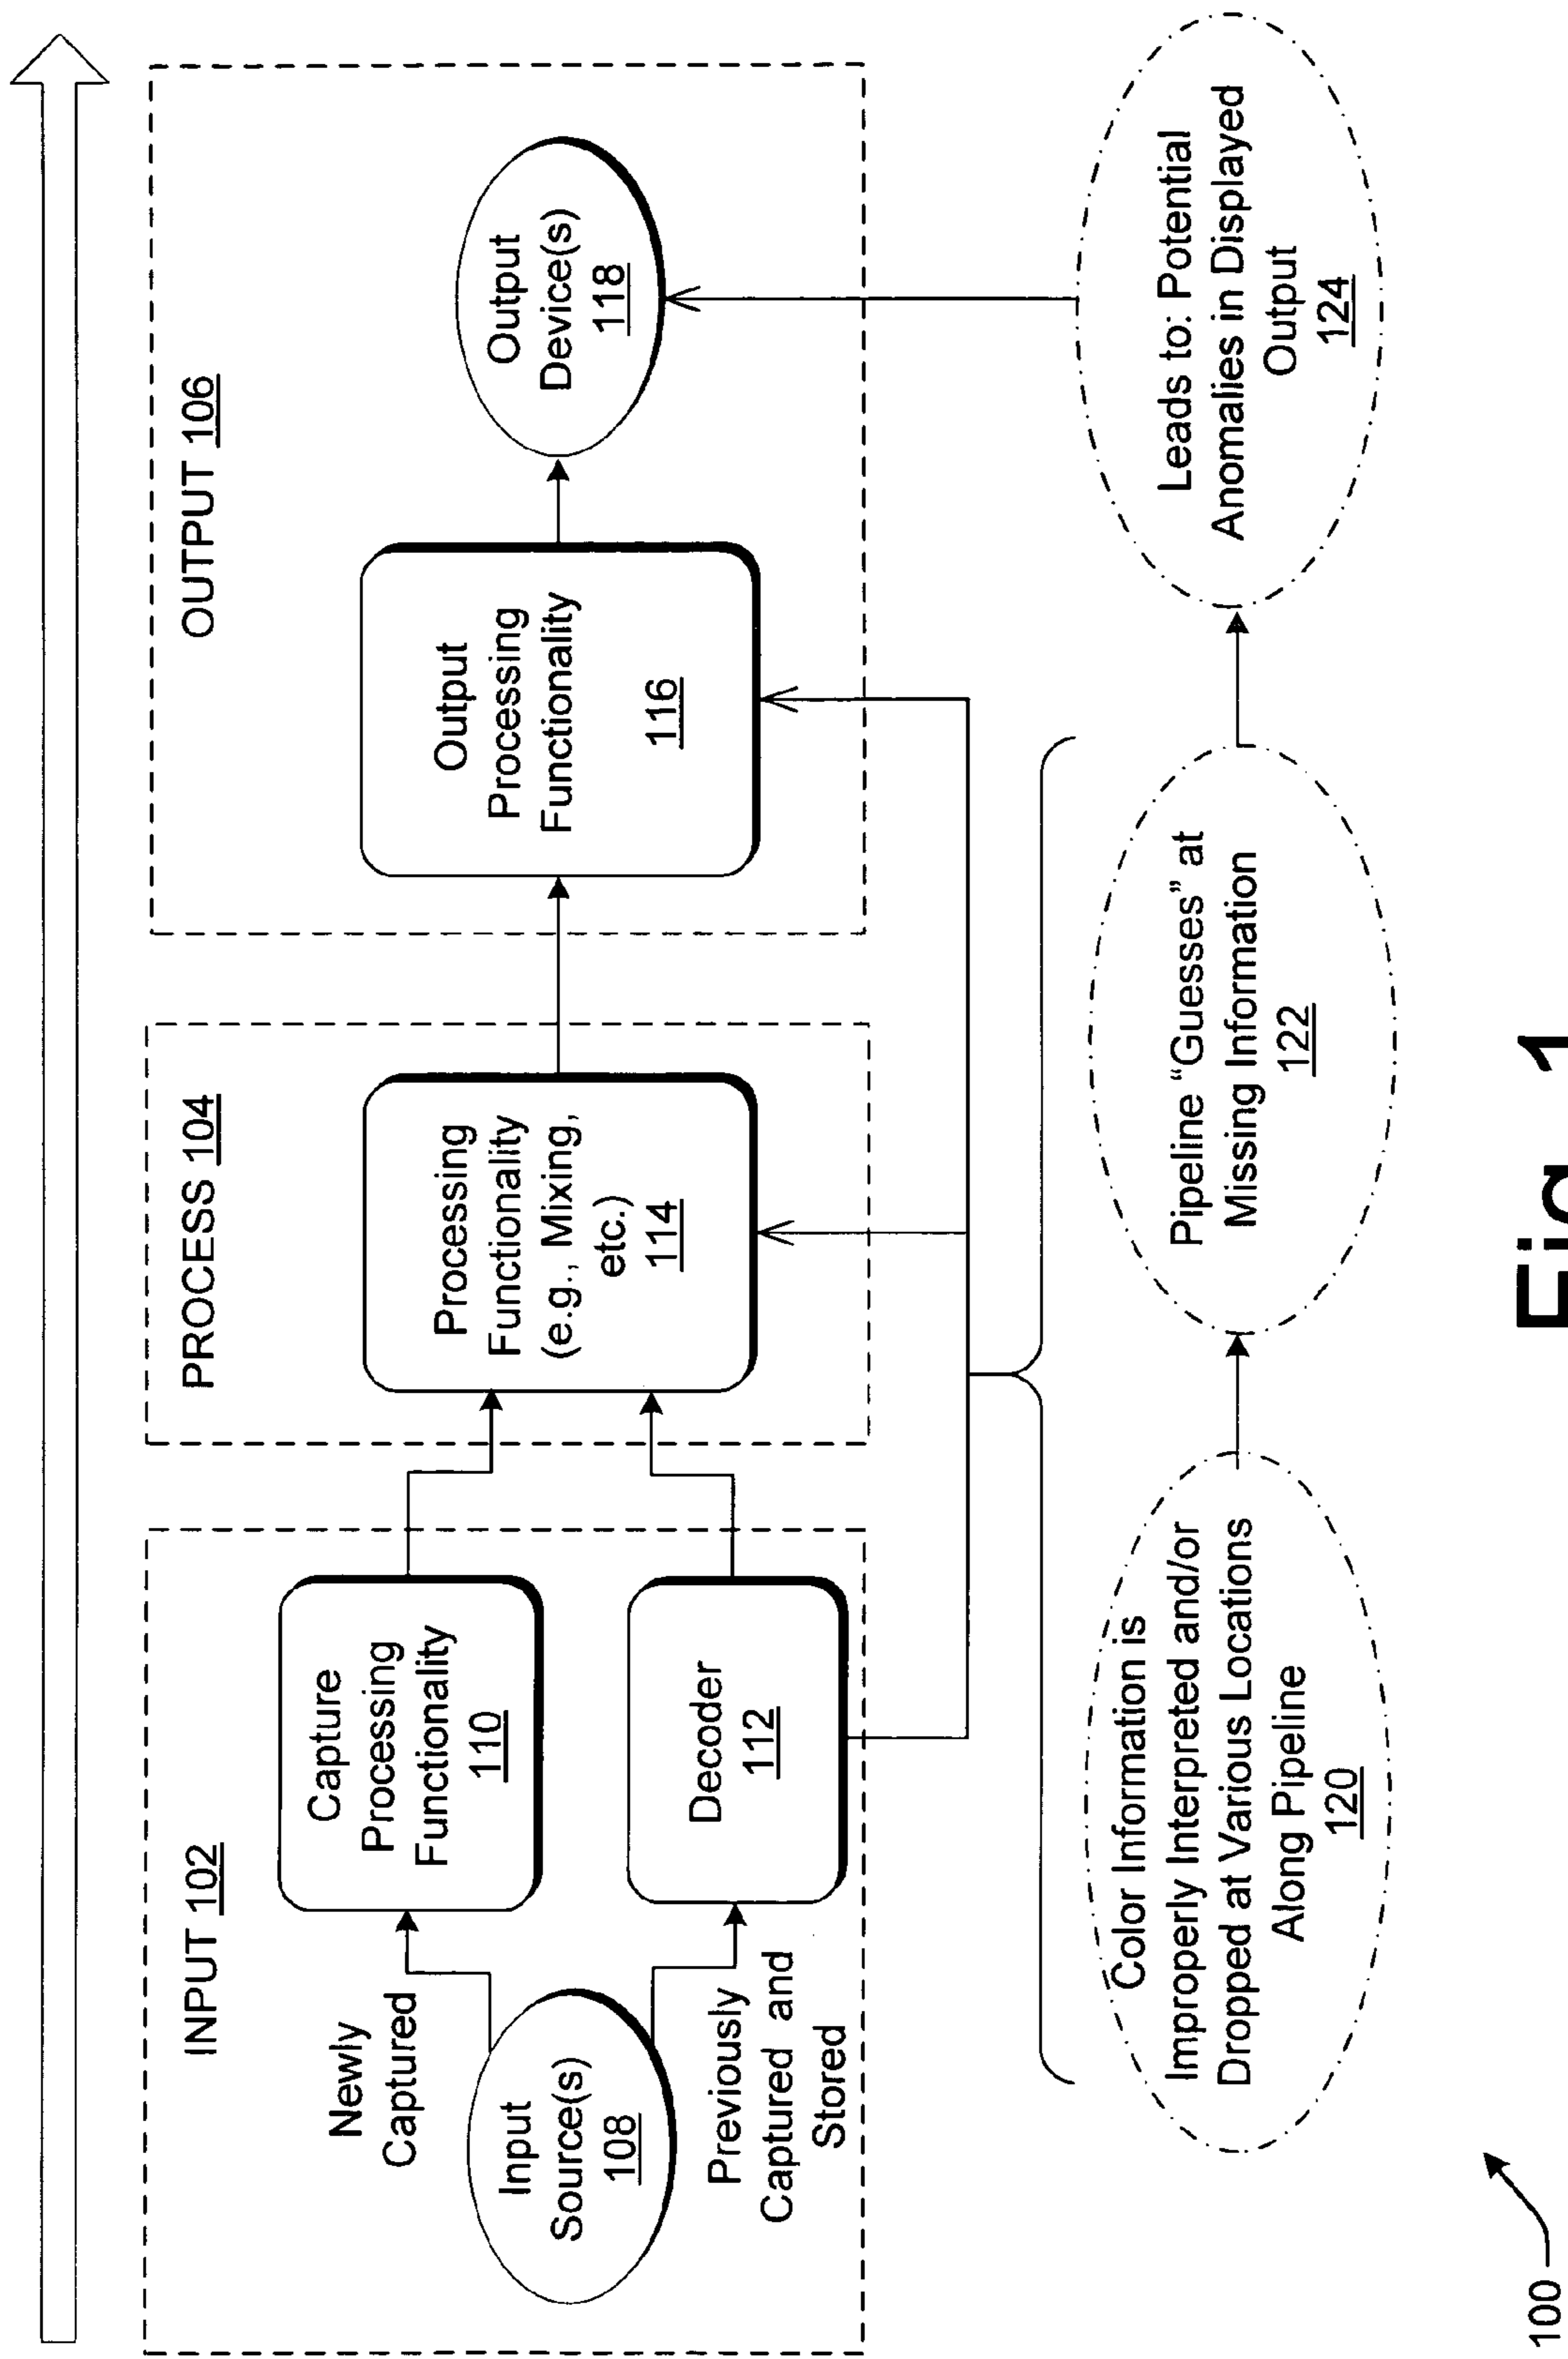 INPUT 102
PROCESS 104
OUTPUT 106
Newly
Captured
Input
Source(s)
108
Previously
Captured and
Stored
Capture
Processing
Functionality
110
Decoder
112
Processing
Functionality
(e.g., Mixing,
etc.)
114
Output
Processing
Functionality
116
Output
Device(s)
118
Color Information is
Improperly Interpreted and/or
Dropped at Various Locations
Along Pipeline
120
Pipeline “Guesses” at
Missing Information
122
Leads to: Potential
Anomalies in Displayed
Output
124
100
Fig. 1